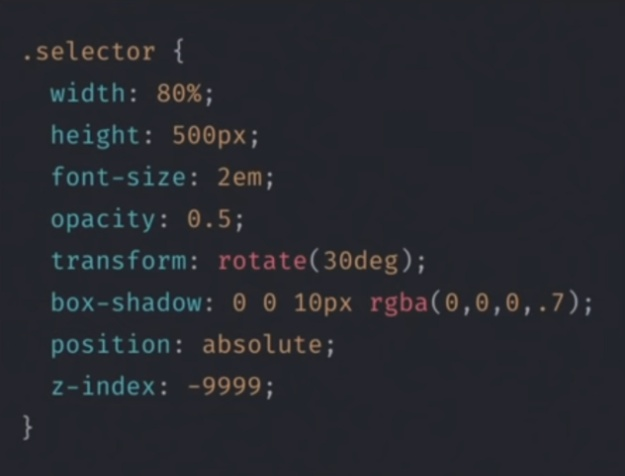 .selector {
  width: 80%;
  height: 500px;
  font-size: 2em;
  opacity: 0.5;
  transform: rotate(30deg);
  box-shadow: 0 0 10px rgba(0,0,0,.7);
  position: absolute;
  z-index: -9999;
}